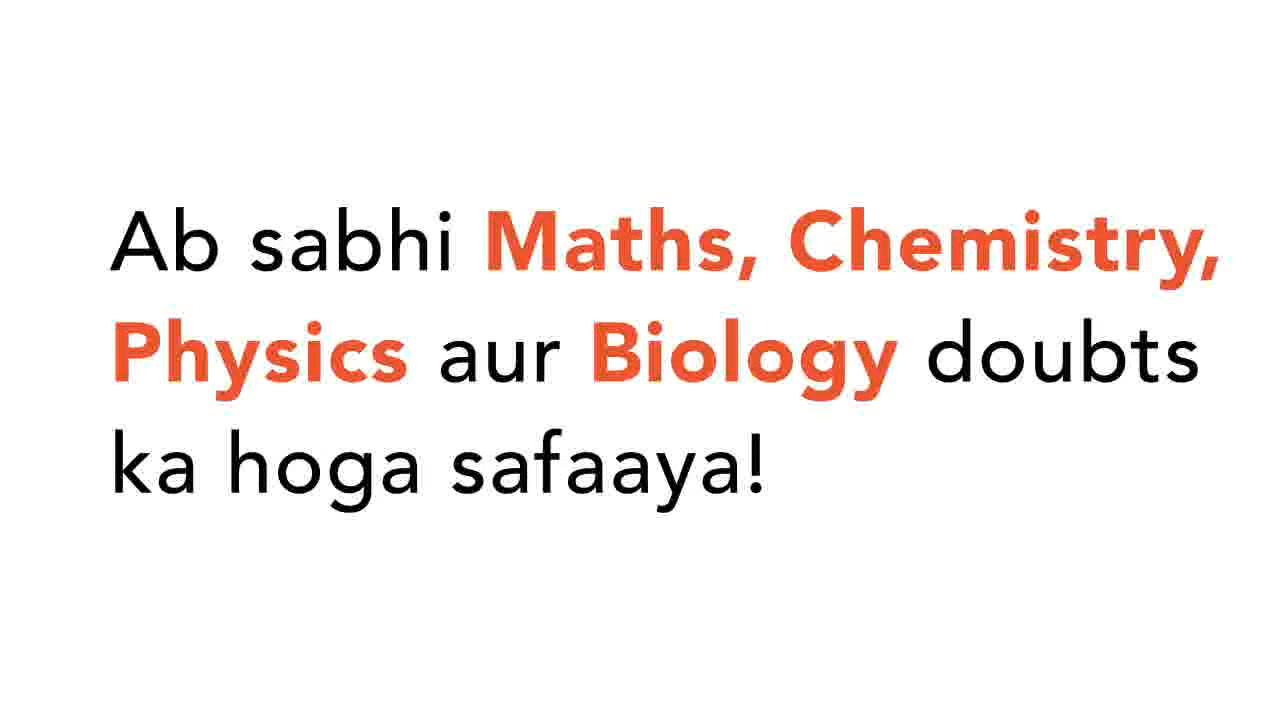 Ab sabhi Maths, Chemistry,
Physics aur Biology doubts
ka hoga safaaya!